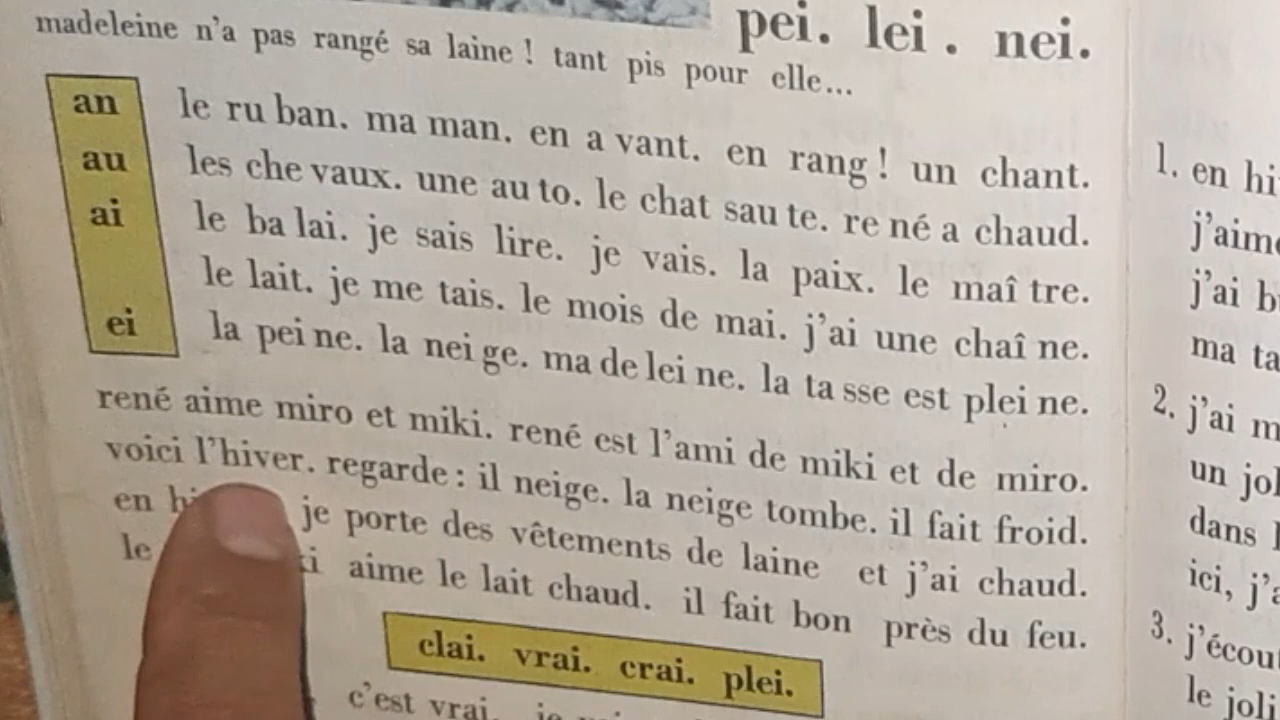 pei. lei. nei.
madeleine n'a pas rangé sa laine ! tant pis pour elle...
an le ru ban. ma man. en a vant. en rang ! un chant.
au les che vaux. une au to. le chat sau te. re né a chaud.
ai le ba lai. je sais lire. je vais. la paix. le maî tre.
le lait. je me tais. le mois de mai. j'ai une chaî ne.
ei la pei ne. la nei ge. ma de lei ne. la ta sse est plei ne.
rené aime miro et miki. rené est l'ami de miki et de miro.
voici l'hiver. regarde : il neige. la neige tombe. il fait froid.
en je porte des vêtements de laine et j'ai chaud.
le aime le lait chaud. il fait bon près du feu.
clai. vrai. crai. plei.
c'est vrai. je
1. en
j'aime
j'ai
ma
2. j'ai
un
dans
ici,
3.
le joli